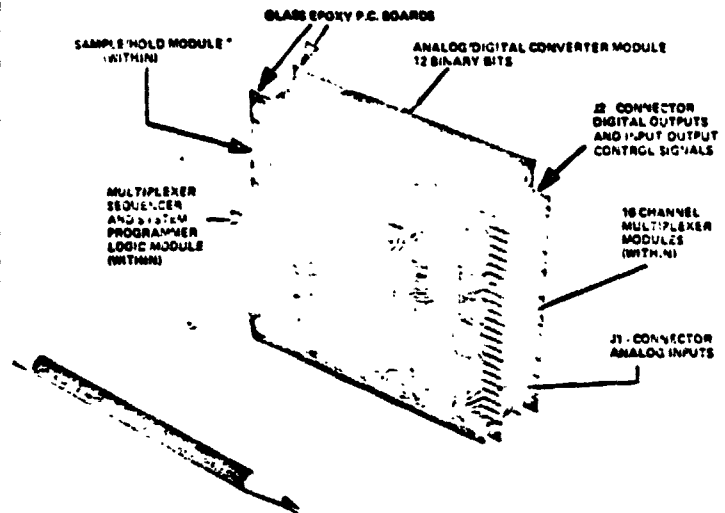 GLASS EPOXY P.C. BOARDS
SAMPLE HOLD MODULE
(WITHIN)
ANALOG DIGITAL CONVERTER MODULE
12 BINARY BITS
J2 - CONNECTOR
DIGITAL OUTPUTS
AND INPUT OUTPUT
CONTROL SIGNALS
MULTIPLEXER
SEQUENCER
AND SYSTEM
PROGRAMMER
LOGIC MODULE
(WITHIN)
16 CHANNEL
MULTIPLEXER
MODULES
(WITHIN)
J1 - CONNECTOR
ANALOG INPUTS